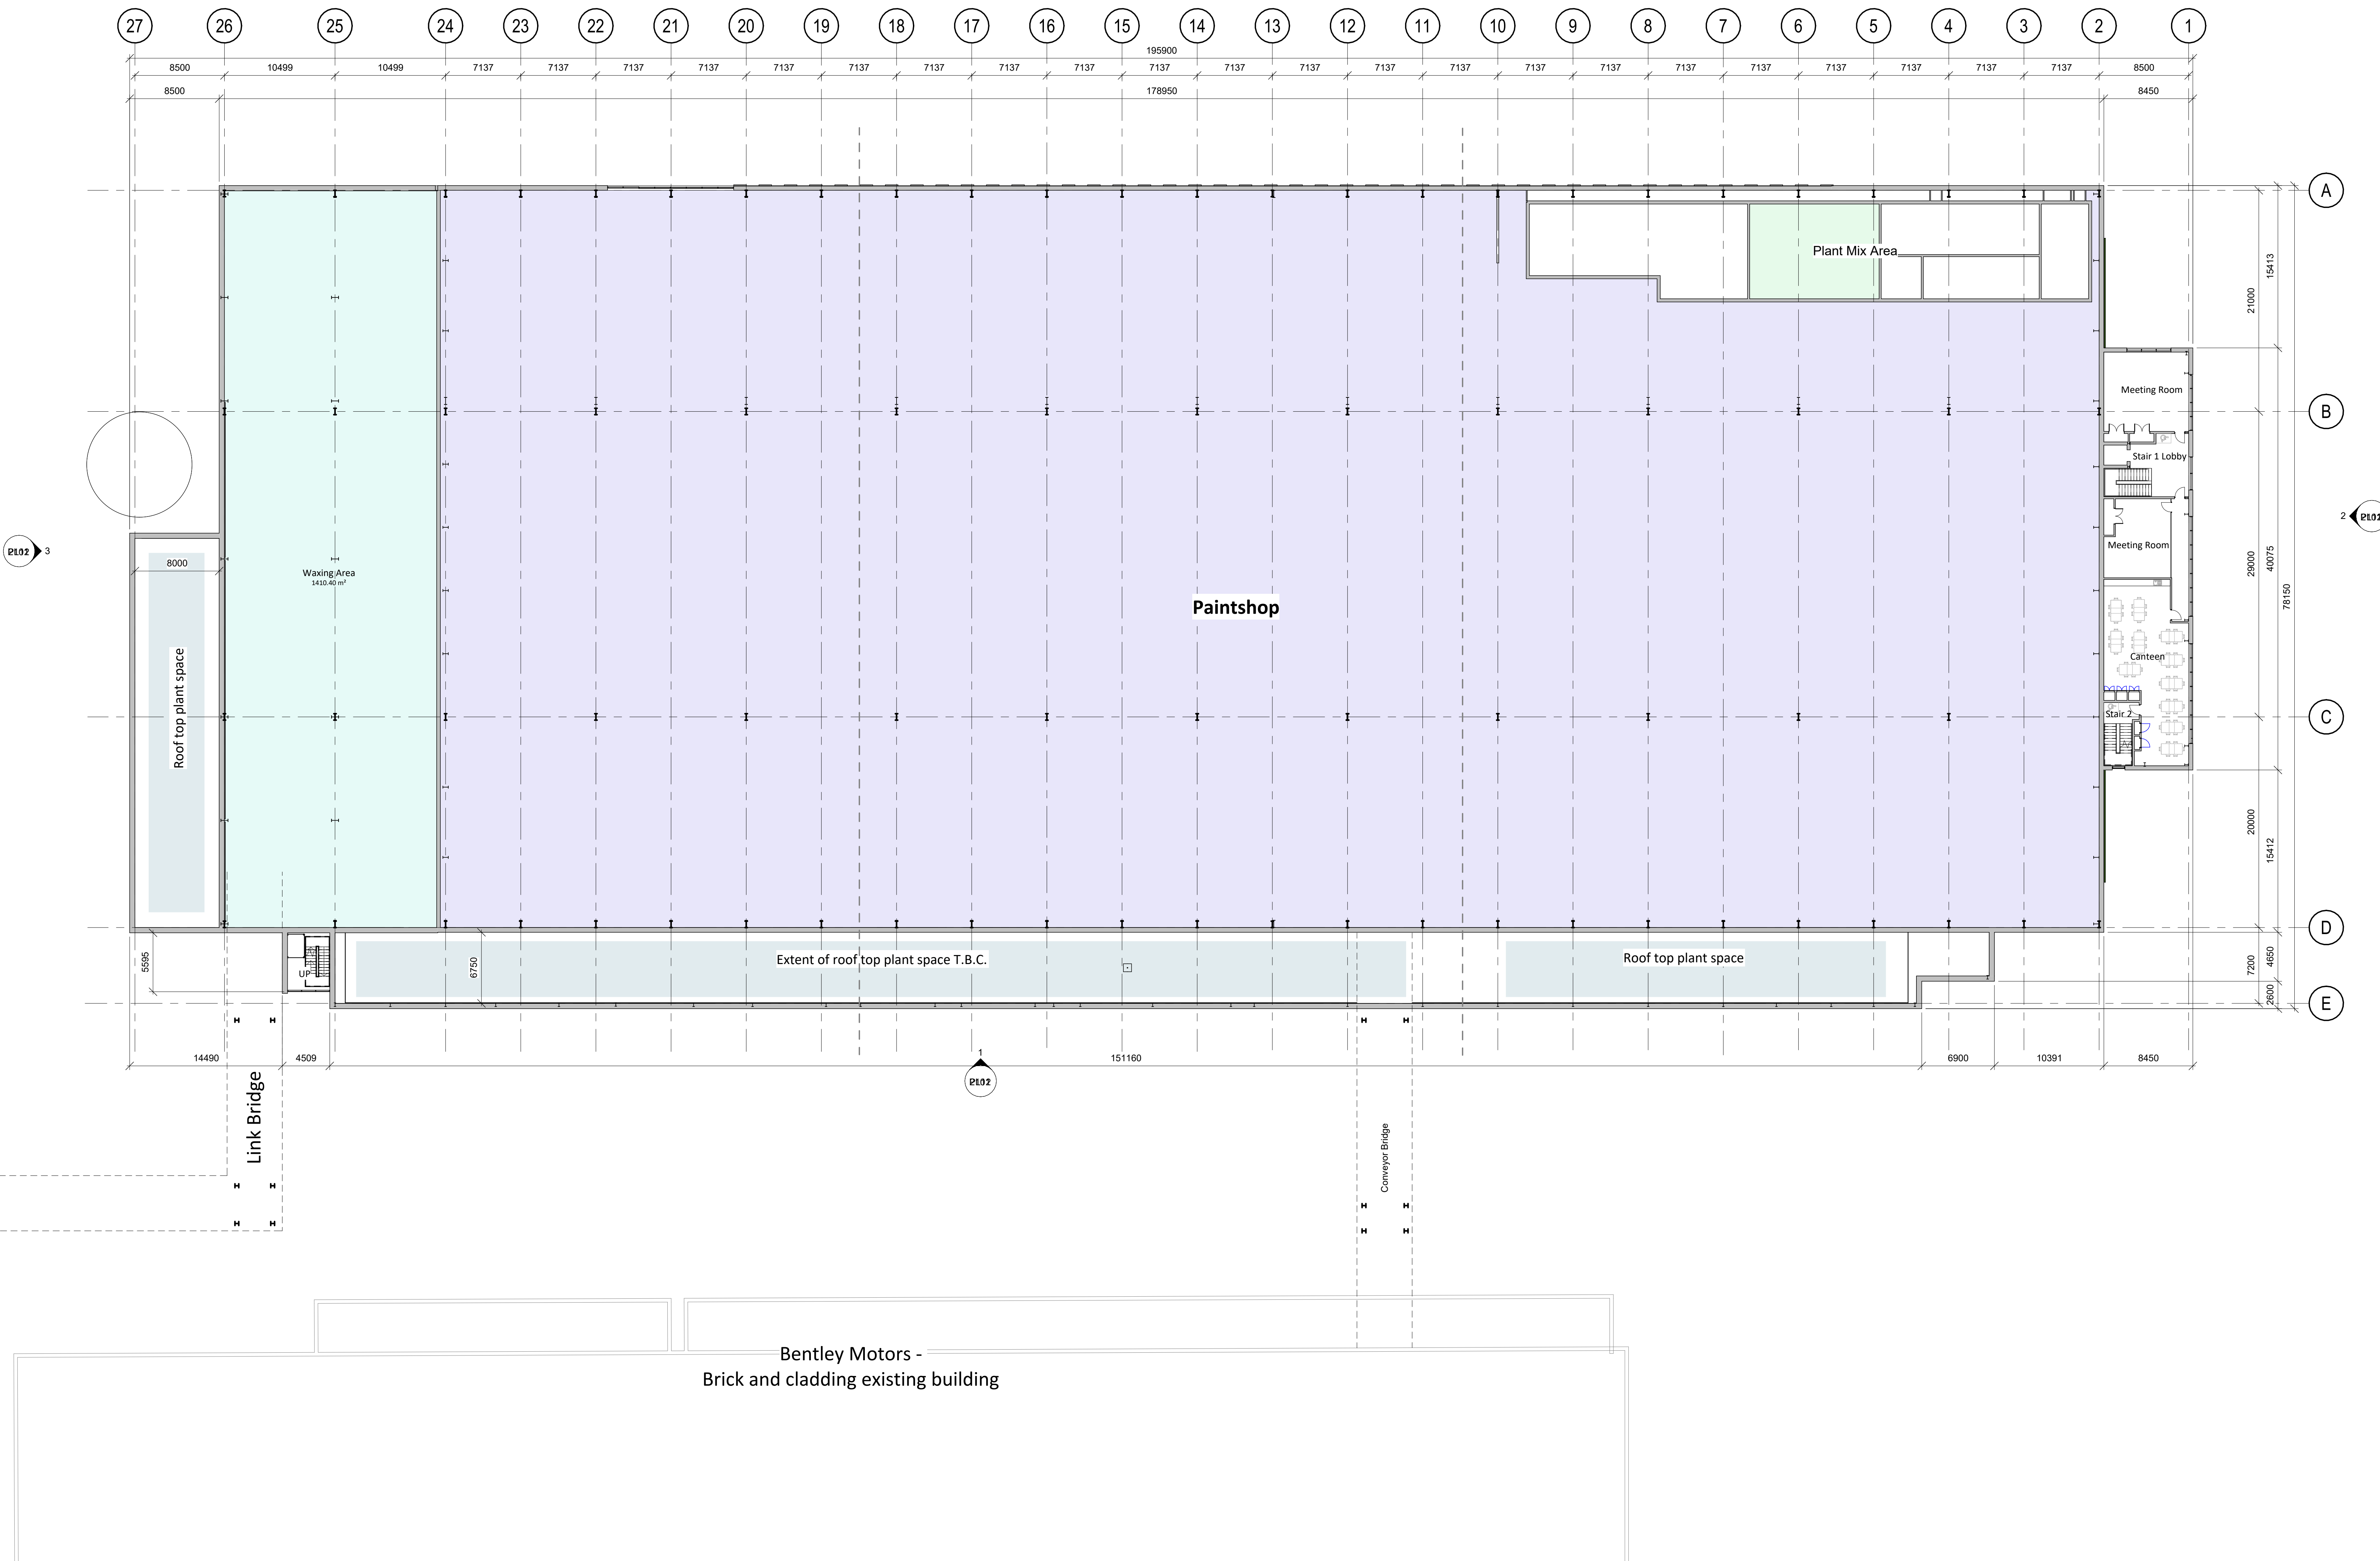 27 26 25 24 23 22 21 20 19 18 17 16 15 14 13 12 11 10 9 8 7 6 5 4 3 2 1
195900
8500 10499 10499 7137 7137 7137 7137 7137 7137 7137 7137 7137 7137 7137 7137 7137 7137 7137 7137 7137 7137 7137 7137 7137 7137 8500
8500 178950 8450
A
Plant Mix Area
15413
21000
Meeting Room
B
Stair 1 Lobby
2
3
Meeting Room
8000
Waxing Area
1410.40 m²
29000
40075
78150
Paintshop
Canteen
Roof top plant space
Stair 2
C
20000
15412
D
5595
UP
6750
Extent of roof top plant space T.B.C.
Roof top plant space
7200
4650
2600
E
14490 4509 151160 6900 10391 8450
1
Link Bridge
Conveyor Bridge
Bentley Motors -
Brick and cladding existing building